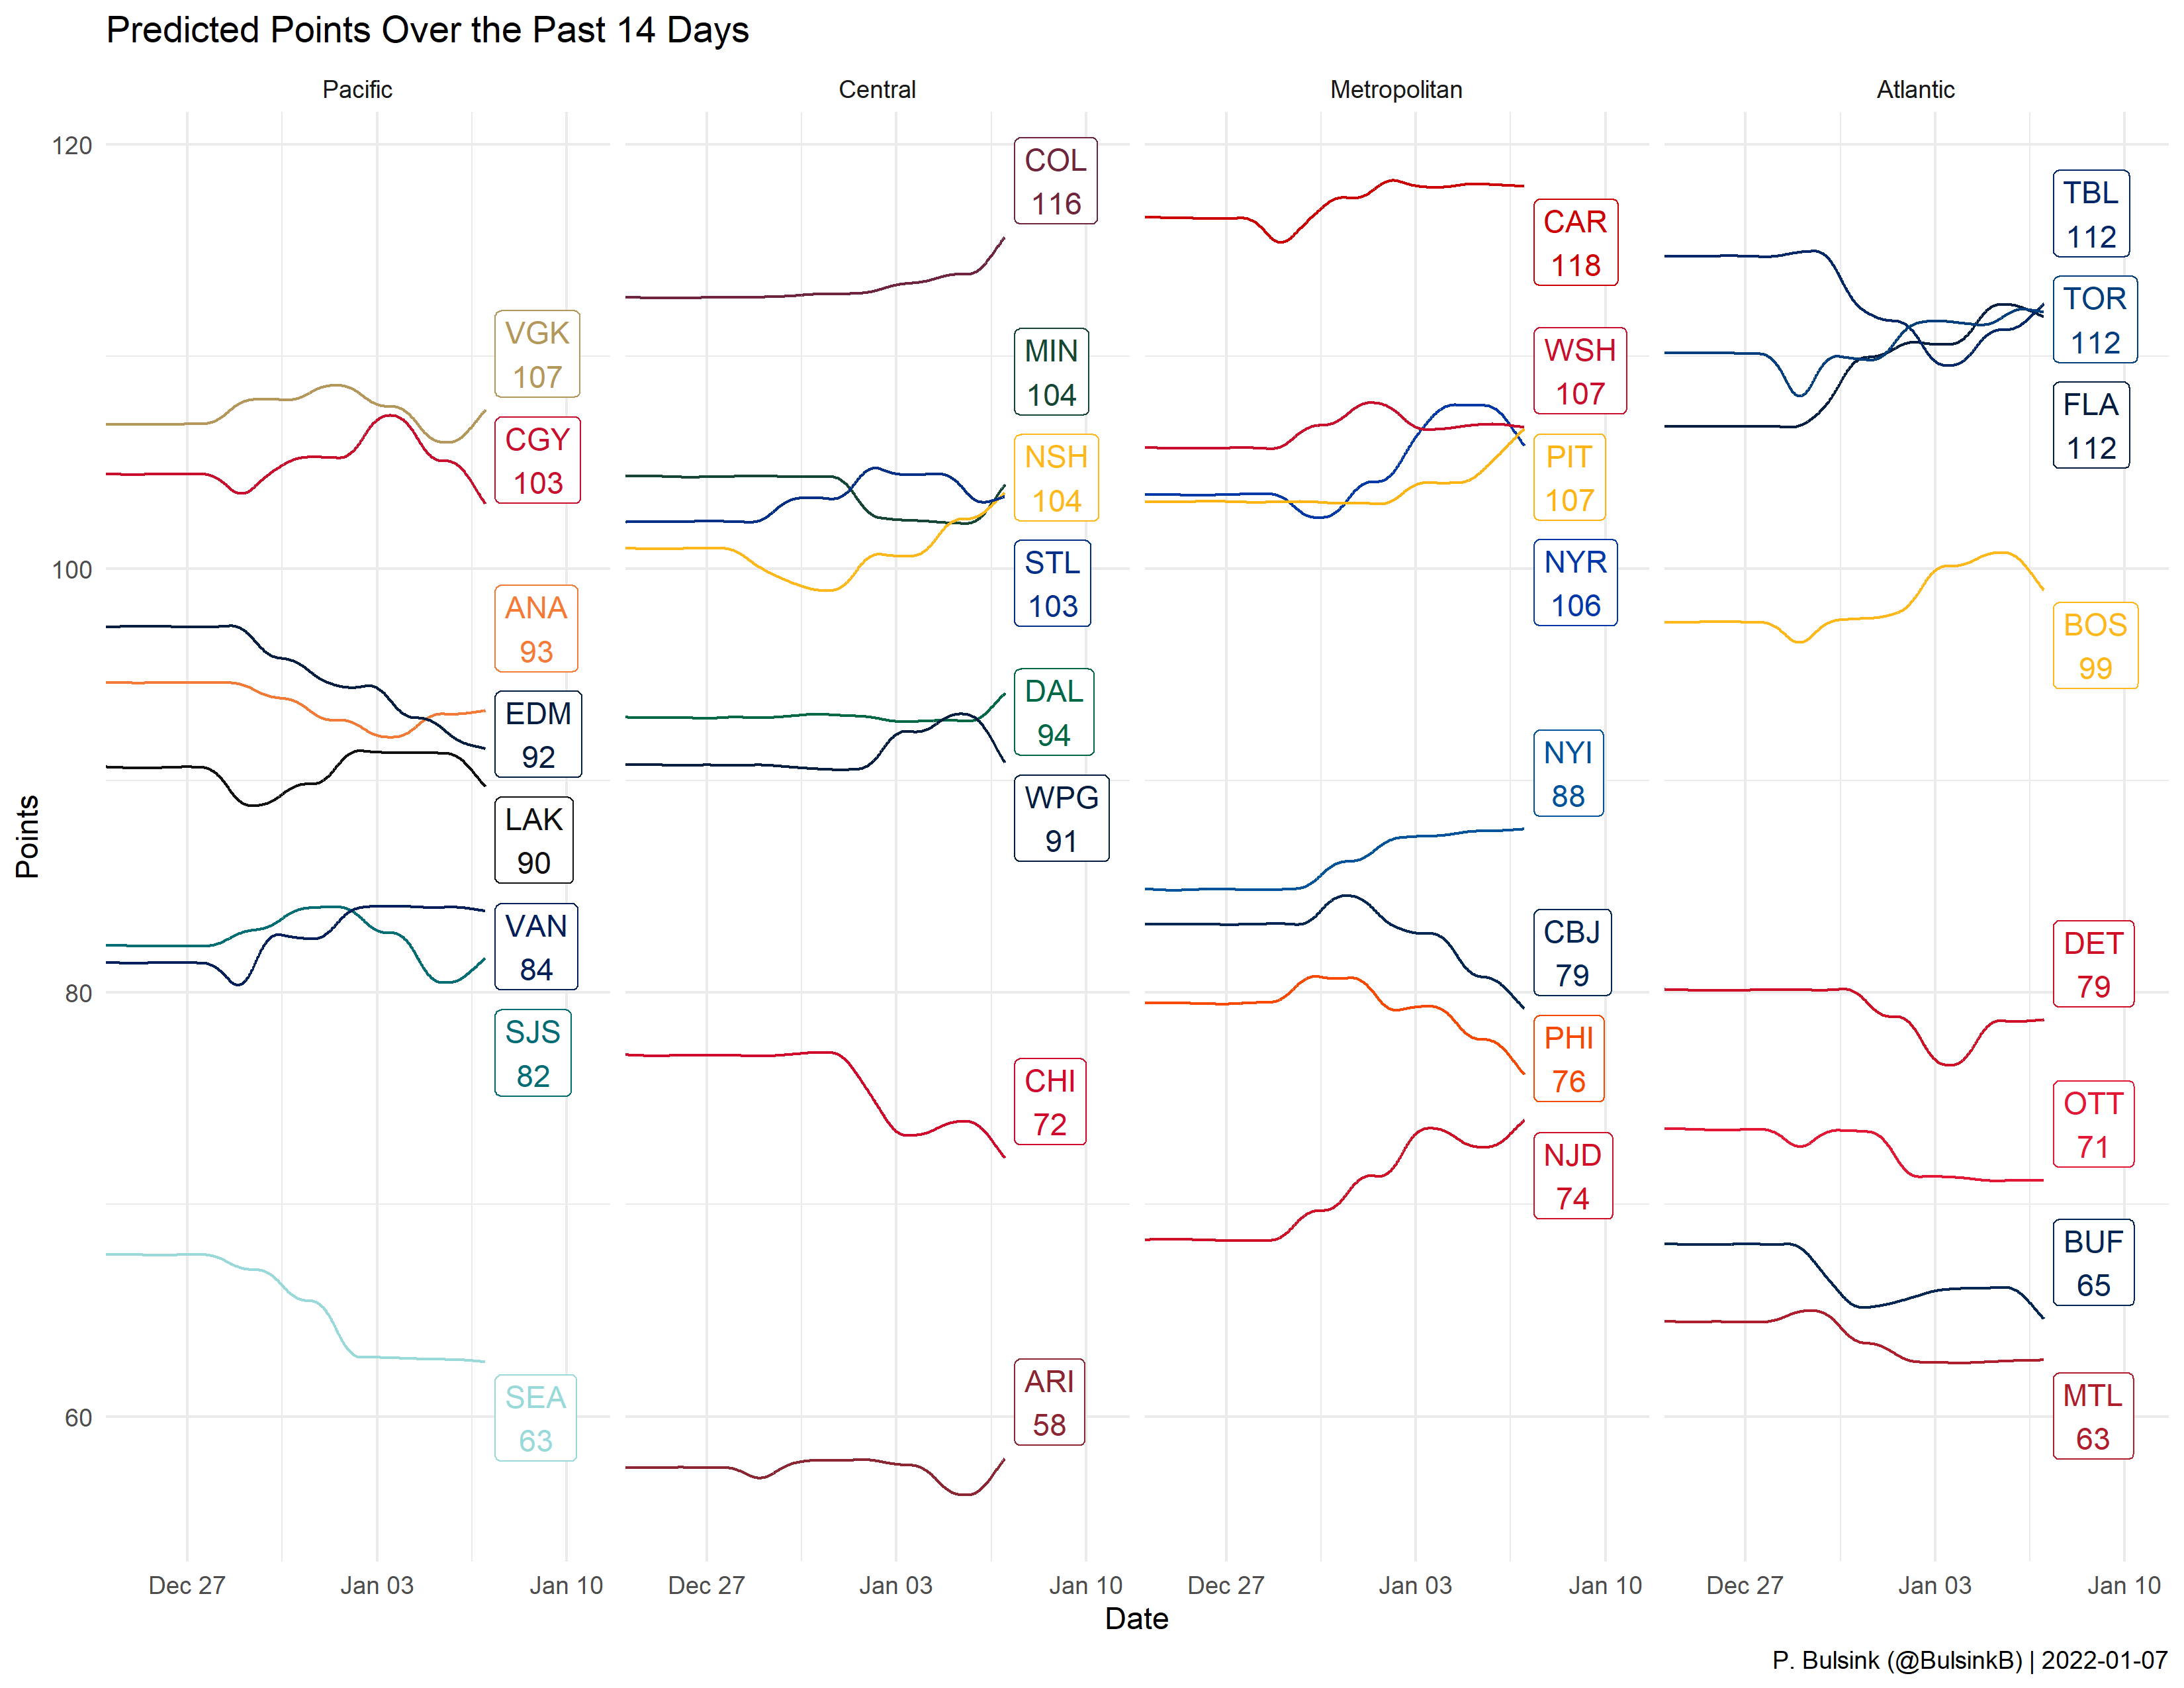 Predicted Points Over the Past 14 Days
Pacific
Central
Metropolitan
Atlantic
Points
120
100
80
60
VGK
107
CGY
103
ANA
93
EDM
92
LAK
90
VAN
84
SJS
82
SEA
63
COL
116
MIN
104
NSH
104
STL
103
DAL
94
WPG
91
CHI
72
ARI
58
CAR
118
WSH
107
PIT
107
NYR
106
NYI
88
CBJ
79
PHI
76
NJD
74
TBL
112
TOR
112
FLA
112
BOS
99
DET
79
OTT
71
BUF
65
MTL
63
Dec 27 Jan 03 Jan 10
Dec 27 Jan 03 Jan 10
Dec 27 Jan 03 Jan 10
Dec 27 Jan 03 Jan 10
Date
P. Bulsink (@BulsinkB) | 2022-01-07